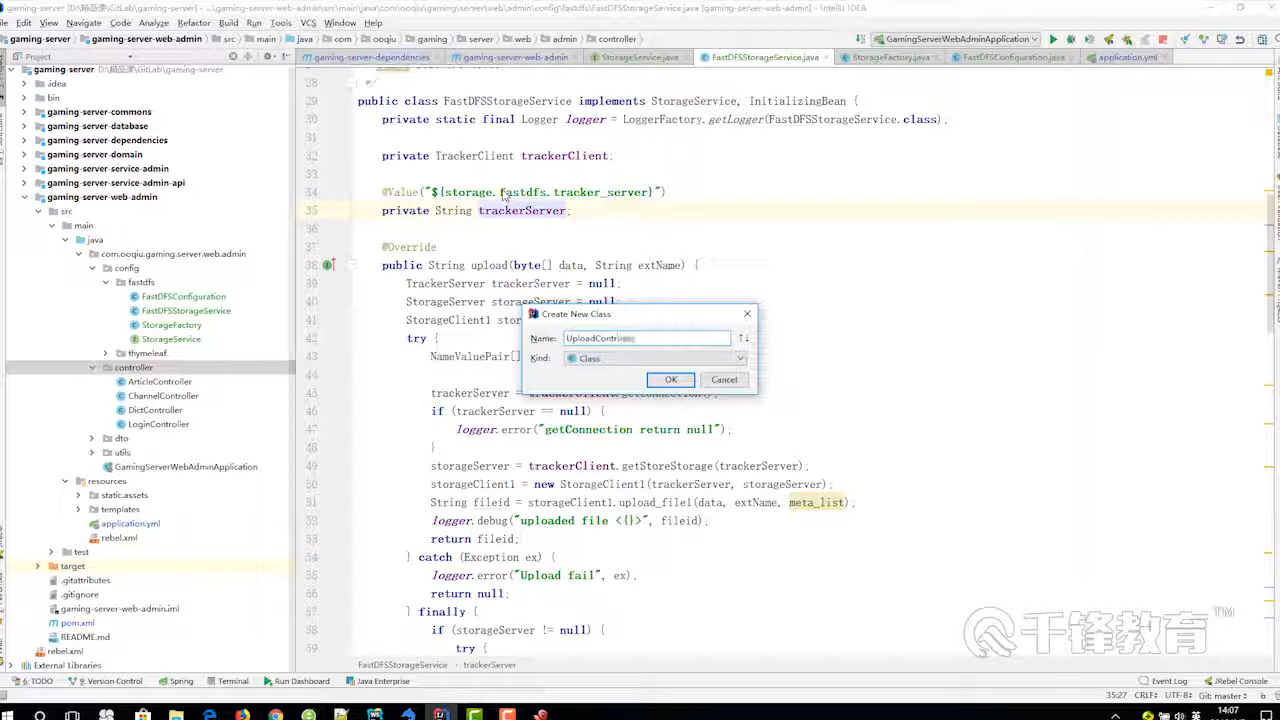 gaming-server [D:\精品课\GitLab\gaming-server] - ...\gaming-server-web-admin\src\main\java\com\ooqiu\gaming\server\web\admin\config\fastdfs\FastDFSStorageService.java [gaming-server-web-admin] - IntelliJ IDEA
File Edit View Navigate Code Analyze Refactor Build Run Tools VCS Window Help
gaming-server gaming-server-web-admin src main java com ooqiu gaming server web admin controller GamingServerWebAdminApplication
Project
gaming-server-dependencies gaming-server-web-admin StorageService.java FastDFSStorageService.java StorageFactory.java FastDFSConfiguration.java application.yml
gaming-server D:\精品课\GitLab\gaming-server
.idea
bin
gaming-server-commons
gaming-server-database
gaming-server-dependencies
gaming-server-domain
gaming-server-service-admin
gaming-server-service-admin-api
gaming-server-web-admin
src
main
java
com.ooqiu.gaming.server.web.admin
config
fastdfs
FastDFSConfiguration
FastDFSStorageService
StorageFactory
StorageService
thymeleaf
controller
ArticleController
ChannelController
DictController
LoginController
dto
utils
GamingServerWebAdminApplication
resources
static.assets
templates
application.yml
rebel.xml
test
target
.gitattributes
.gitignore
gaming-server-web-admin.iml
pom.xml
README.md
rebel.xml
External Libraries
28 */
29 public class FastDFSStorageService implements StorageService, InitializingBean {
30 private static final Logger logger = LoggerFactory.getLogger(FastDFSStorageService.class);
31
32 private TrackerClient trackerClient;
33
34 @Value("${storage.fastdfs.tracker_server}")
35 private String trackerServer;
36
37 @Override
38 public String upload(byte[] data, String extName) {
39 TrackerServer trackerServer = null;
40 StorageServer storageServer = null;
41 StorageClient1 stor
42 try {
43 NameValuePair[]
44
45 trackerServer = trackerClient.getConnection();
46 if (trackerServer == null) {
47 logger.error("getConnection return null");
48 }
49 storageServer = trackerClient.getStoreStorage(trackerServer);
50 storageClient1 = new StorageClient1(trackerServer, storageServer);
51 String fileid = storageClient1.upload_file1(data, extName, meta_list);
52 logger.debug("uploaded file <{}>", fileid);
53 return fileid;
54 } catch (Exception ex) {
55 logger.error("Upload fail", ex);
56 return null;
57 } finally {
58 if (storageServer != null) {
59 try {
Create New Class
Name: UploadContr
Kind: Class
OK Cancel
千锋教育™
FastDFSStorageService trackerServer
6: TODO 9: Version Control Spring Terminal Run Dashboard Java Enterprise Event Log JRebel Console
35:27 CRLF: UTF-8: Git: master:
英 14:07